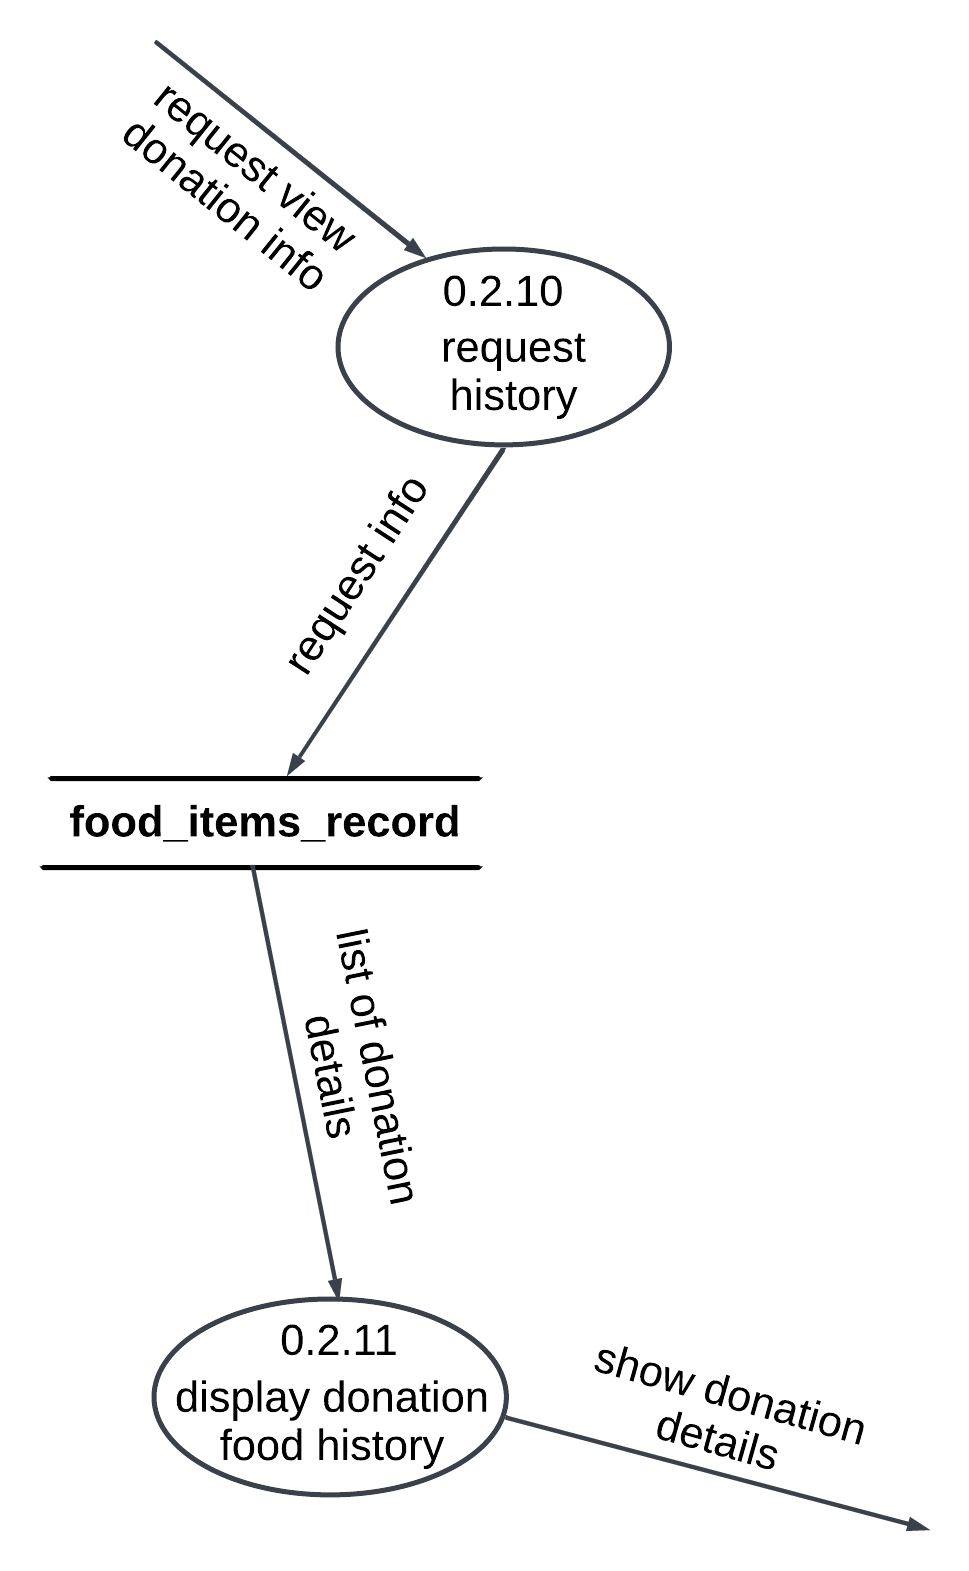 request view
donation info
0.2.10
request
history
request info
food_items_record
list of donation
details
0.2.11
display donation
food history
show donation
details